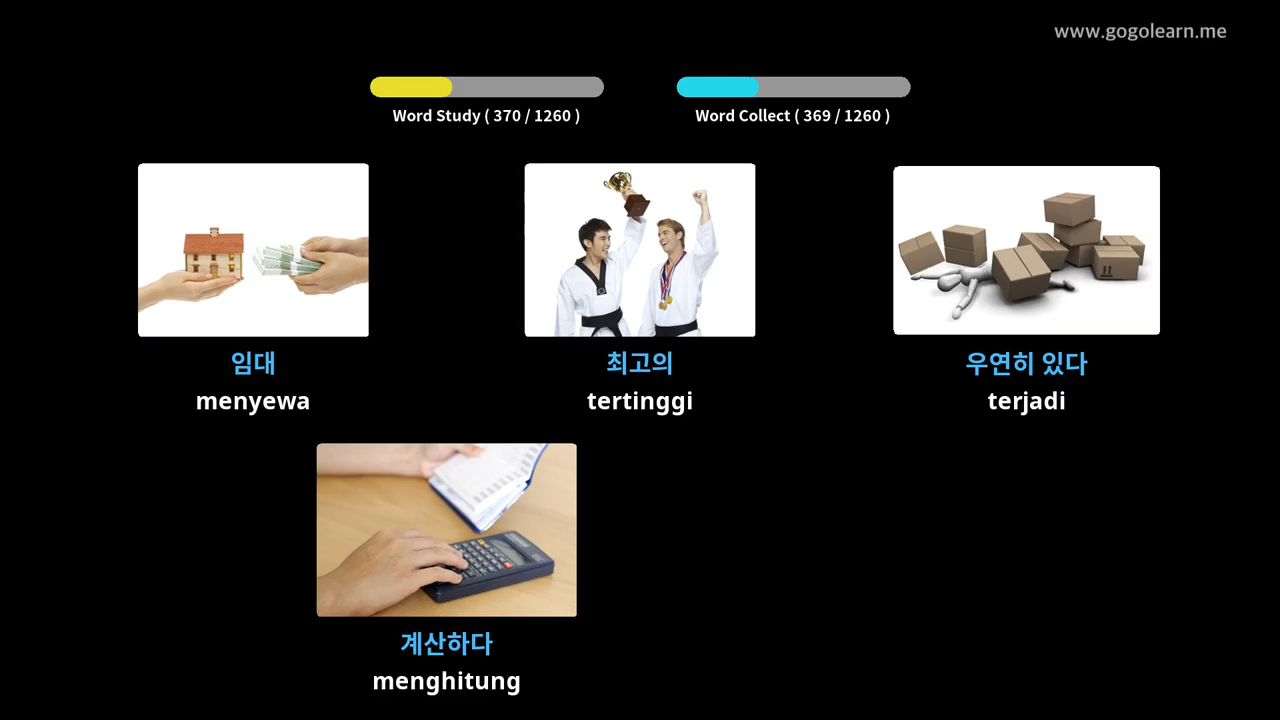 www.gogolearn.me
Word Study ( 370 / 1260 )
Word Collect ( 369 / 1260 )
임대
menyewa
최고의
tertinggi
우연히 있다
terjadi
계산하다
menghitung